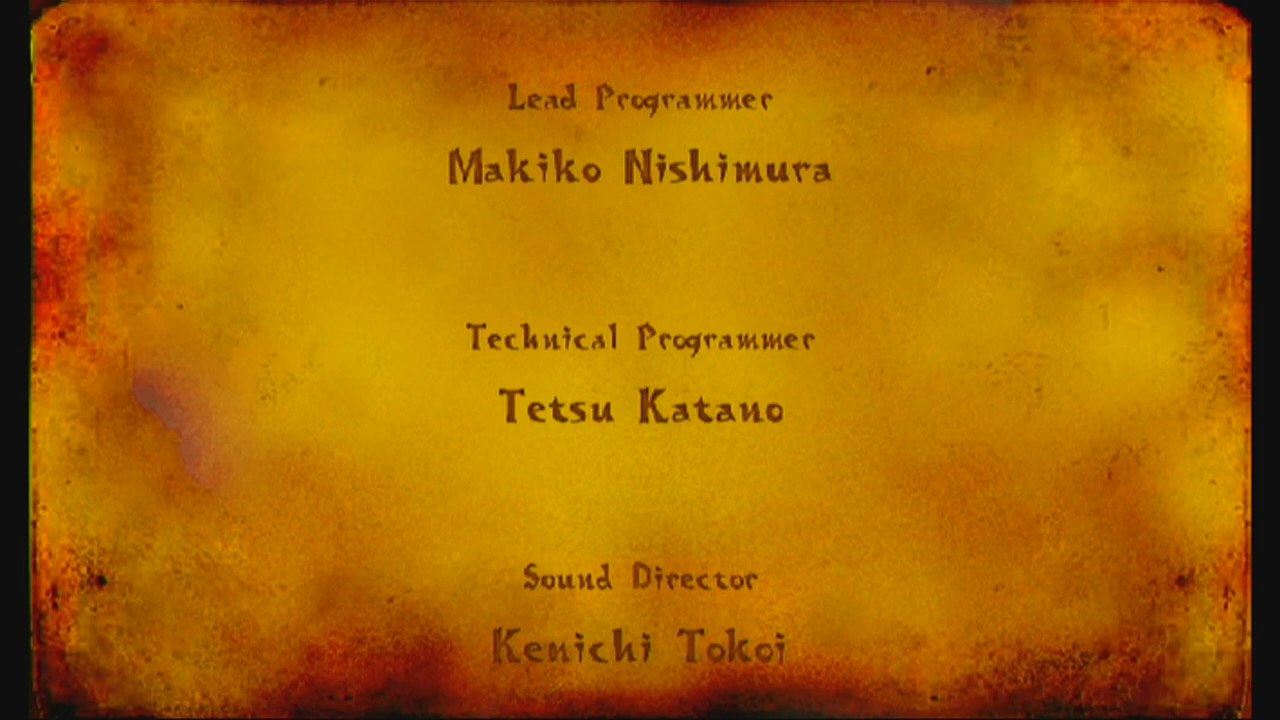 Lead Programmer
Makiko Nishimura
Technical Programmer
Tetsu Katano
Sound Director
Kenichi Tokoi